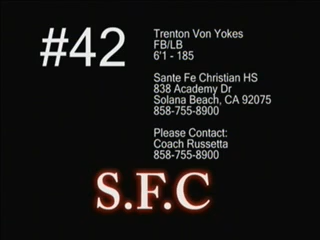 #42
Trenton Von Yokes
FB/LB
6'1 - 185
Sante Fe Christian HS
838 Academy Dr
Solana Beach, CA 92075
858-755-8900
Please Contact:
Coach Russetta
858-755-8900
S.F.C